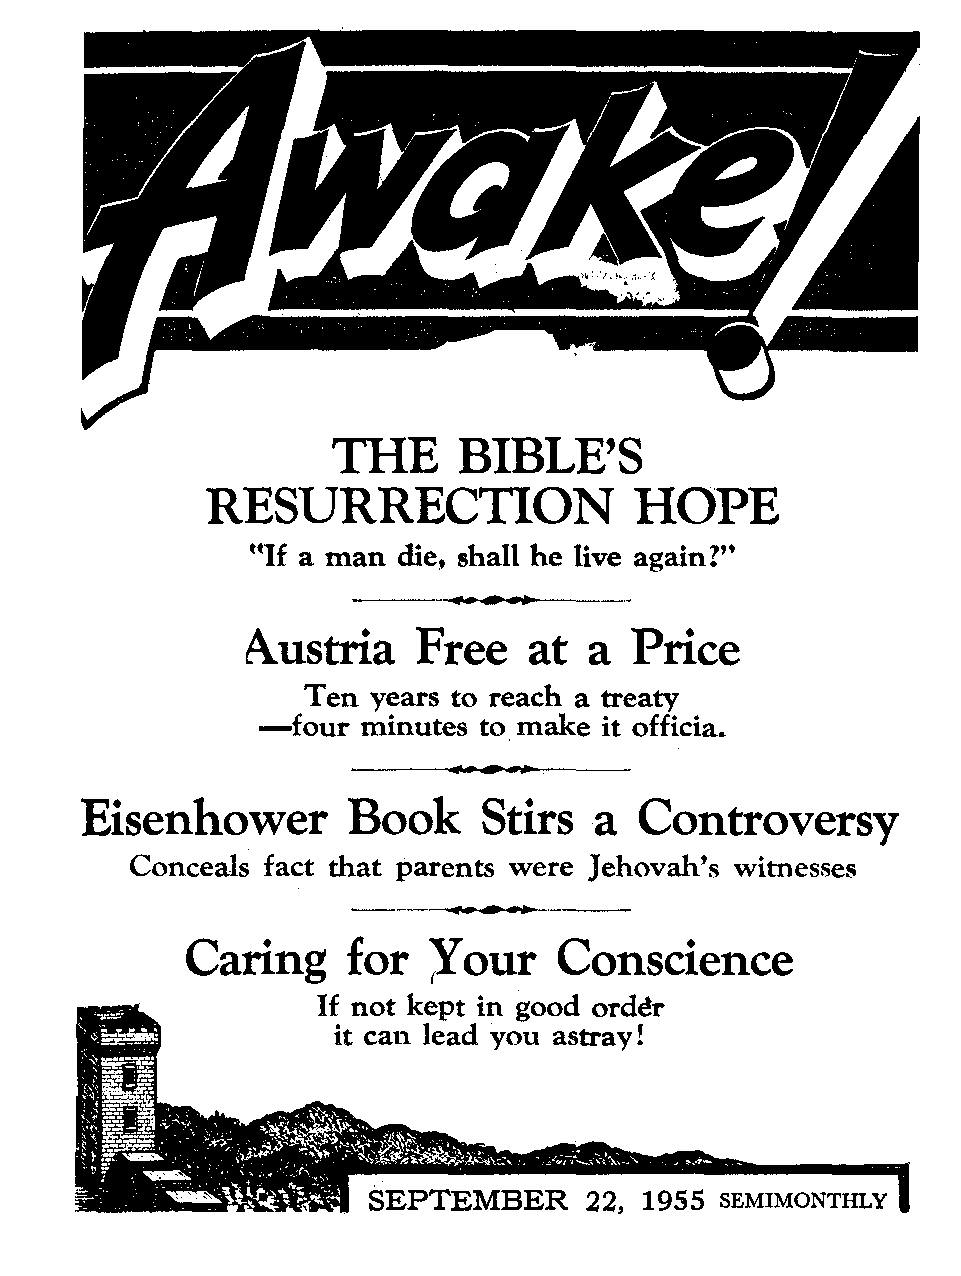 Awake!
THE BIBLE'S
RESURRECTION HOPE
"If a man die, shall he live again?"
Austria Free at a Price
Ten years to reach a treaty
—four minutes to make it officia.
Eisenhower Book Stirs a Controversy
Conceals fact that parents were Jehovah's witnesses
Caring for Your Conscience
If not kept in good order
it can lead you astray!
SEPTEMBER 22, 1955 SEMIMONTHLY